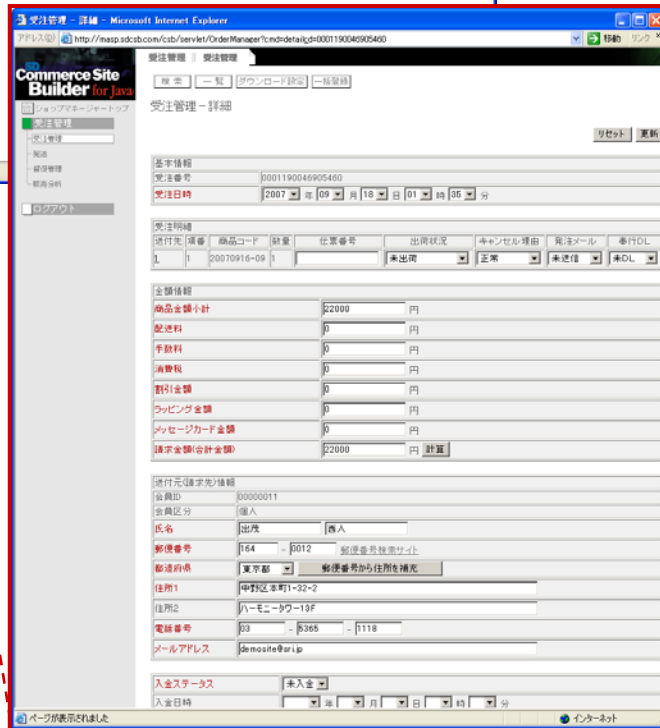 受注管理 - 詳細 - Microsoft Internet Explorer
アドレス(D) http://masp.sdcsb.com/csb/servlet/OrderManager?cmd=detail&id=0001190046905460 移動 リンク
SD
Commerce Site
Builder for Java
受注管理 受注管理
検 索 一 覧 ダウンロード設定 一括登録
ショップマネージャートップ
受注管理
受注管理
発送
顧客管理
販売分析
ログアウト
受注管理-詳細
リセット 更新
基本情報
受注番号 0001190046905460
受注日時 2007 年 09 月 18 日 01 時 35 分
受注明細
送付先 項番 商品コード 数量 伝票番号 出荷状況 キャンセル理由 発注メール 奉行DL
1 1 20070916-09 1 未出荷 正常 未送信 未DL
金額情報
商品金額小計 22000 円
配送料 0 円
手数料 0 円
消費税 0 円
割引金額 0 円
ラッピング金額 0 円
メッセージカード金額 0 円
請求金額(合計金額) 22000 円 計算
送付元(請求先)情報
会員ID 00000011
会員区分 個人
氏名 出茂 西人
郵便番号 164 - 0012 郵便番号検索サイト
都道府県 東京都 郵便番号から住所を補充
住所1 中野区本町1-32-2
住所2 ハーモニータワー18F
電話番号 03 - 5365 - 1118
メールアドレス demosite@sri.jp
入金ステータス 未入金
入金日時 年 月 日 時 分
ページが表示されました インターネット